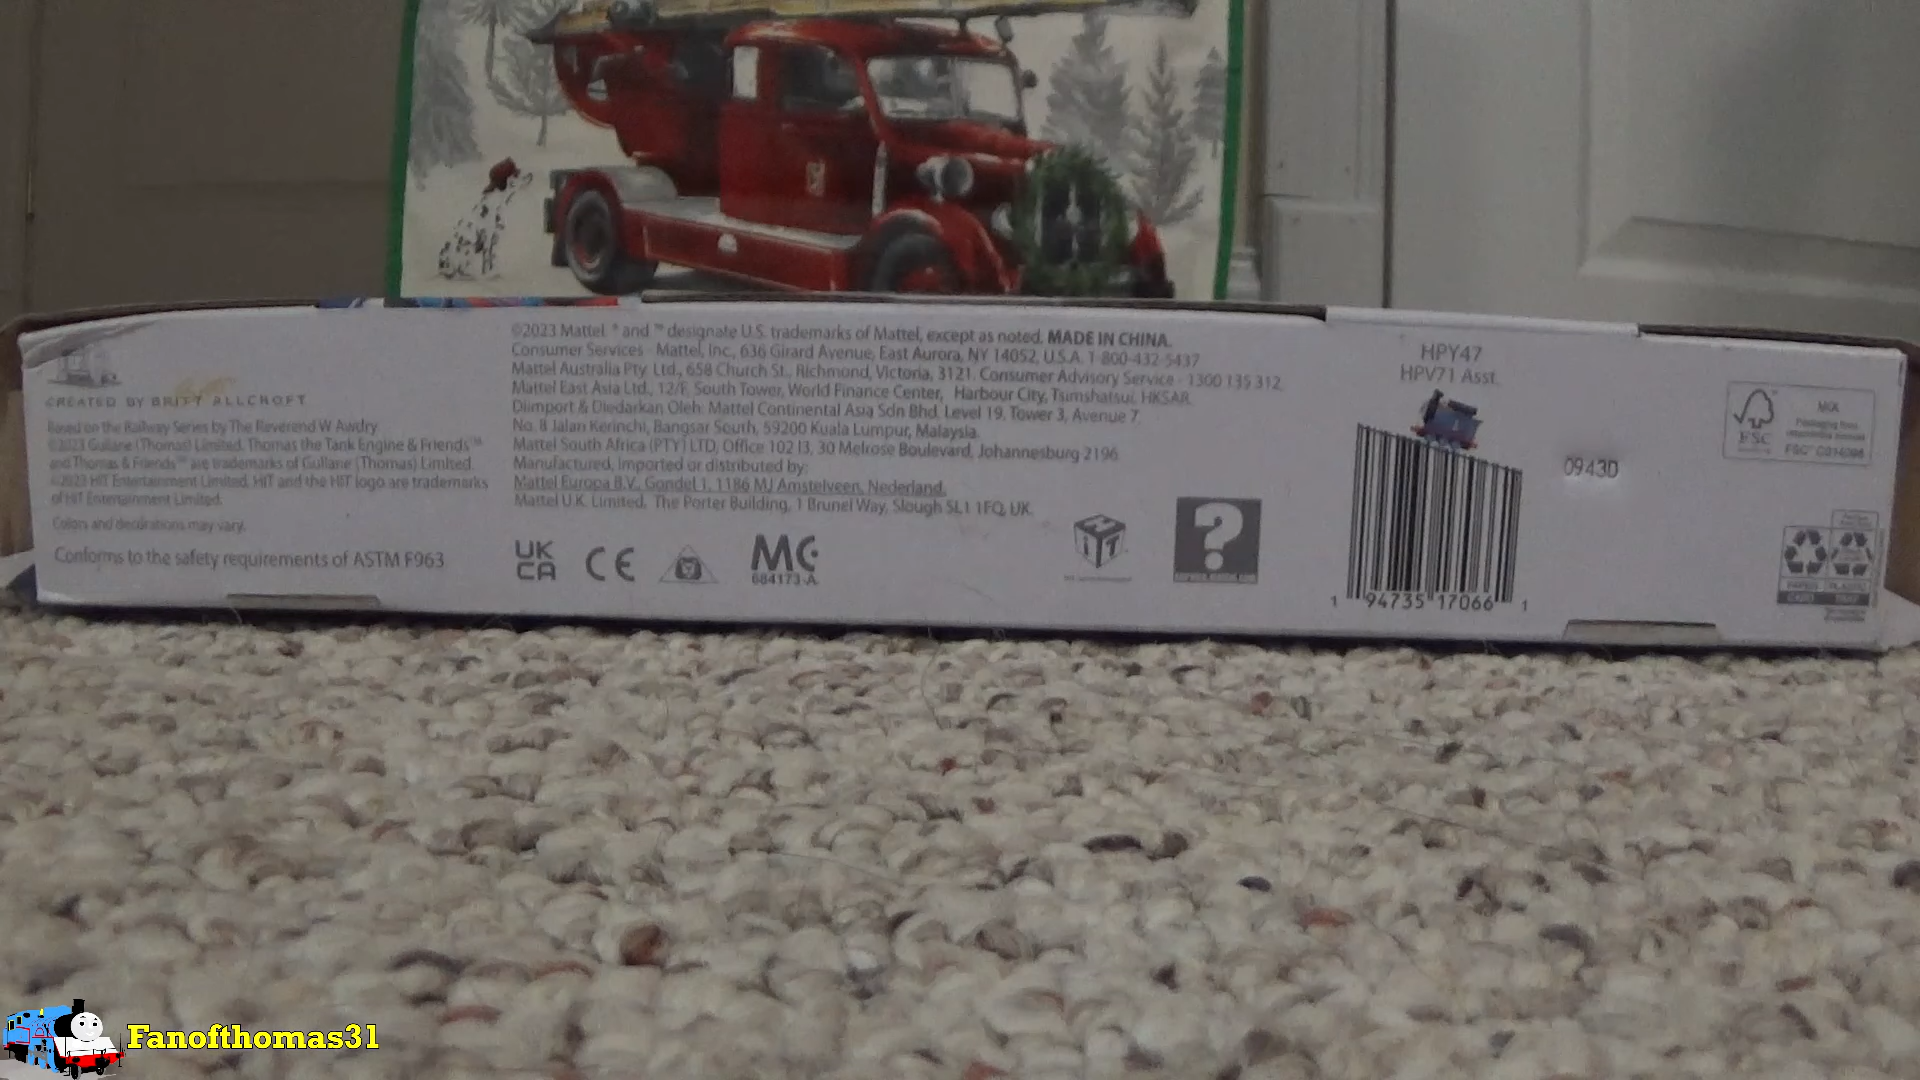 CREATED BY BRITT ALLCROFT
Based on the Railway Series by The Reverend W Awdry.
©2023 Gullane (Thomas) Limited. Thomas the Tank Engine & Friends™
and Thomas & Friends™ are trademarks of Gullane (Thomas) Limited.
©2023 HIT Entertainment Limited. HIT and the HIT logo are trademarks
of HIT Entertainment Limited.
Colors and decorations may vary.
Conforms to the safety requirements of ASTM F963
©2023 Mattel. ® and ™ designate U.S. trademarks of Mattel, except as noted. MADE IN CHINA.
Consumer Services - Mattel, Inc., 636 Girard Avenue, East Aurora, NY 14052, U.S.A. 1-800-432-5437
Mattel Australia Pty. Ltd., 658 Church St., Richmond, Victoria, 3121. Consumer Advisory Service - 1300 135 312.
Mattel East Asia Ltd., 12/F, South Tower, World Finance Center, Harbour City, Tsimshatsui, HKSAR.
Diimport & Diedarkan Oleh: Mattel Continental Asia Sdn Bhd. Level 19, Tower 3, Avenue 7
No. 8 Jalan Kerinchi, Bangsar South, 59200 Kuala Lumpur, Malaysia.
Mattel South Africa (PTY) LTD, Office 102 I3, 30 Melrose Boulevard, Johannesburg 2196.
Manufactured, imported or distributed by:
Mattel Europa B.V., Gondel 1, 1186 MJ Amstelveen, Nederland.
Mattel U.K. Limited, The Porter Building, 1 Brunel Way, Slough SL1 1FQ, UK.
UK
CA
CE
MC
684173-A
HIT
?
HPY47
HPV71 Asst.
1 94735 17066 1
0943D
FSC
MIX
FSC
Fanofthomas31